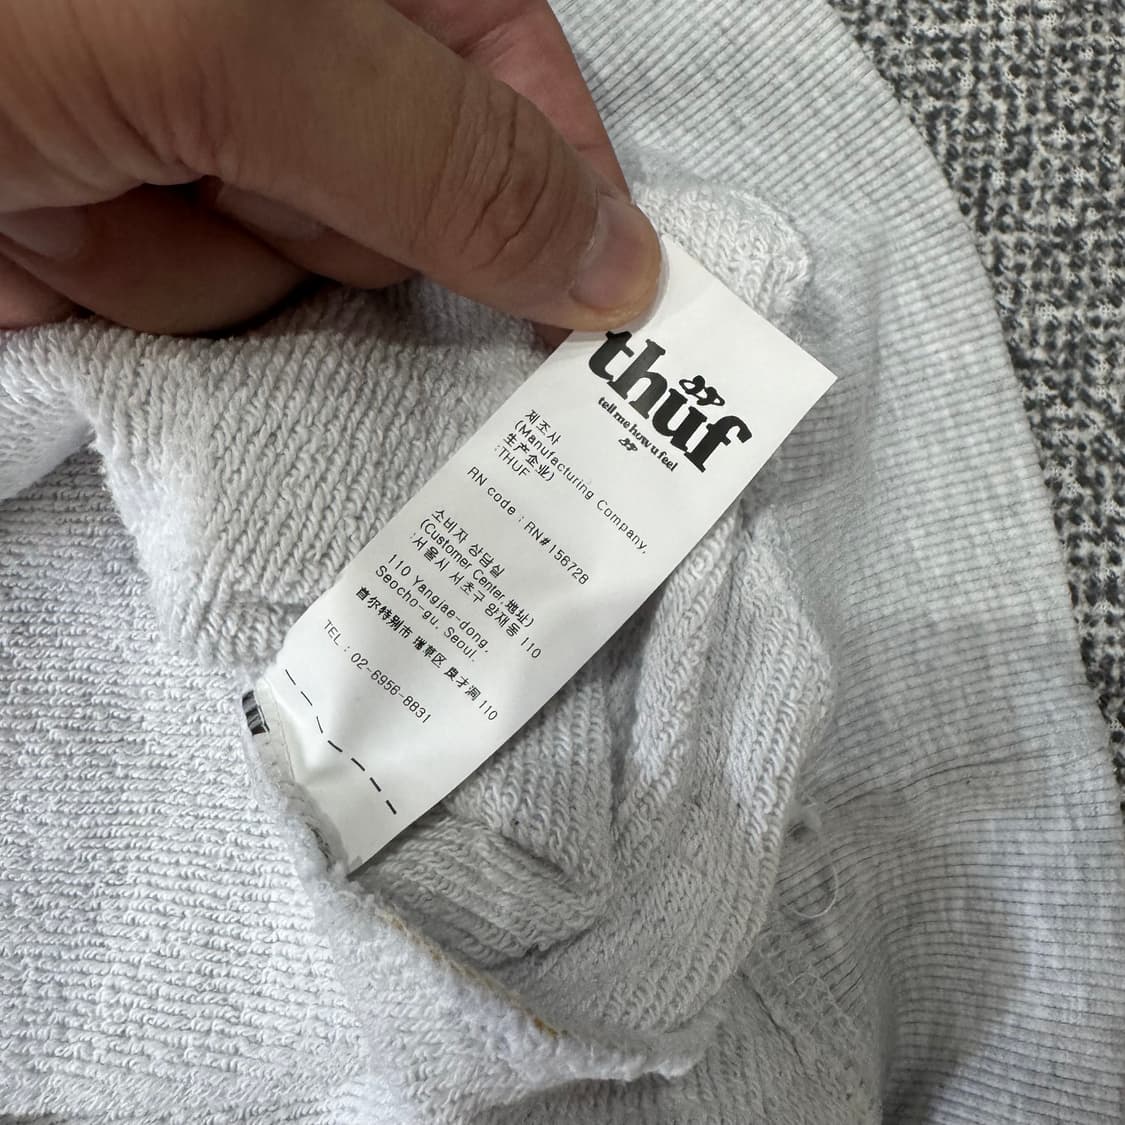 thuf
tell me how u feel
제조사
(Manufacturing Company,
生产企业)
:THUF
RN code : RN#156728
소비자 상담실
(Customer Center 地址)
:서울시 서초구 양재동 110
110 Yangjae-dong,
Seocho-gu, Seoul.
首尔特别市 瑞草区 良才洞 110
TEL : 02-6956-8831